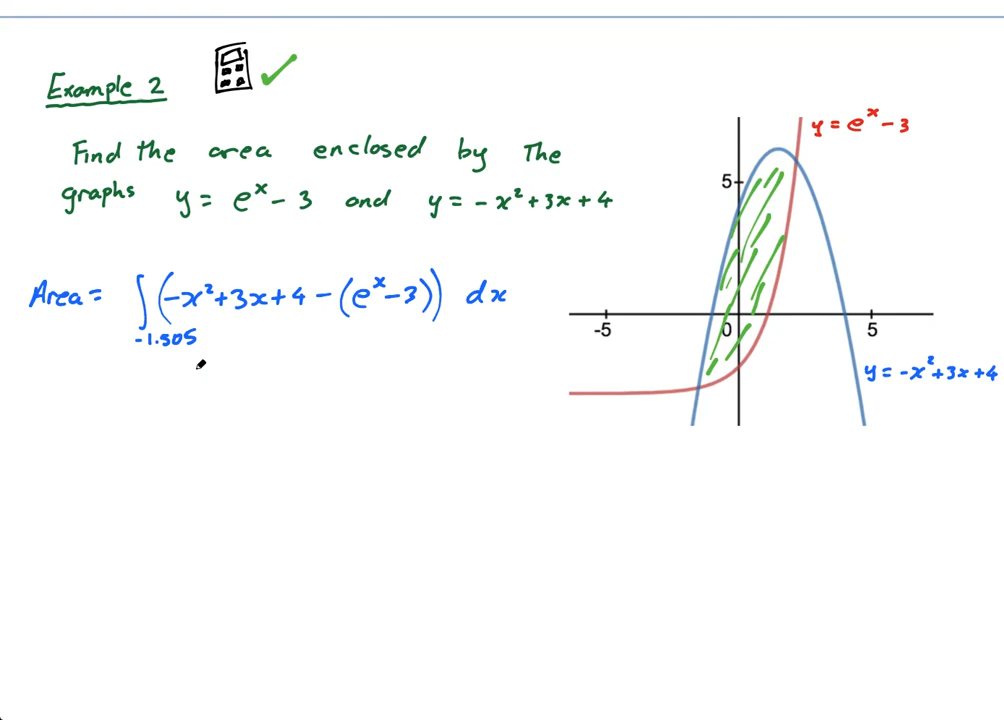 Example 2
Find the area enclosed by the
graphs y = e^x - 3 and y = -x² + 3x + 4
Area = ∫ (-x² + 3x + 4 - (e^x - 3)) dx
-1.505
y = e^x - 3
5
-5 0 5
y = -x² + 3x + 4